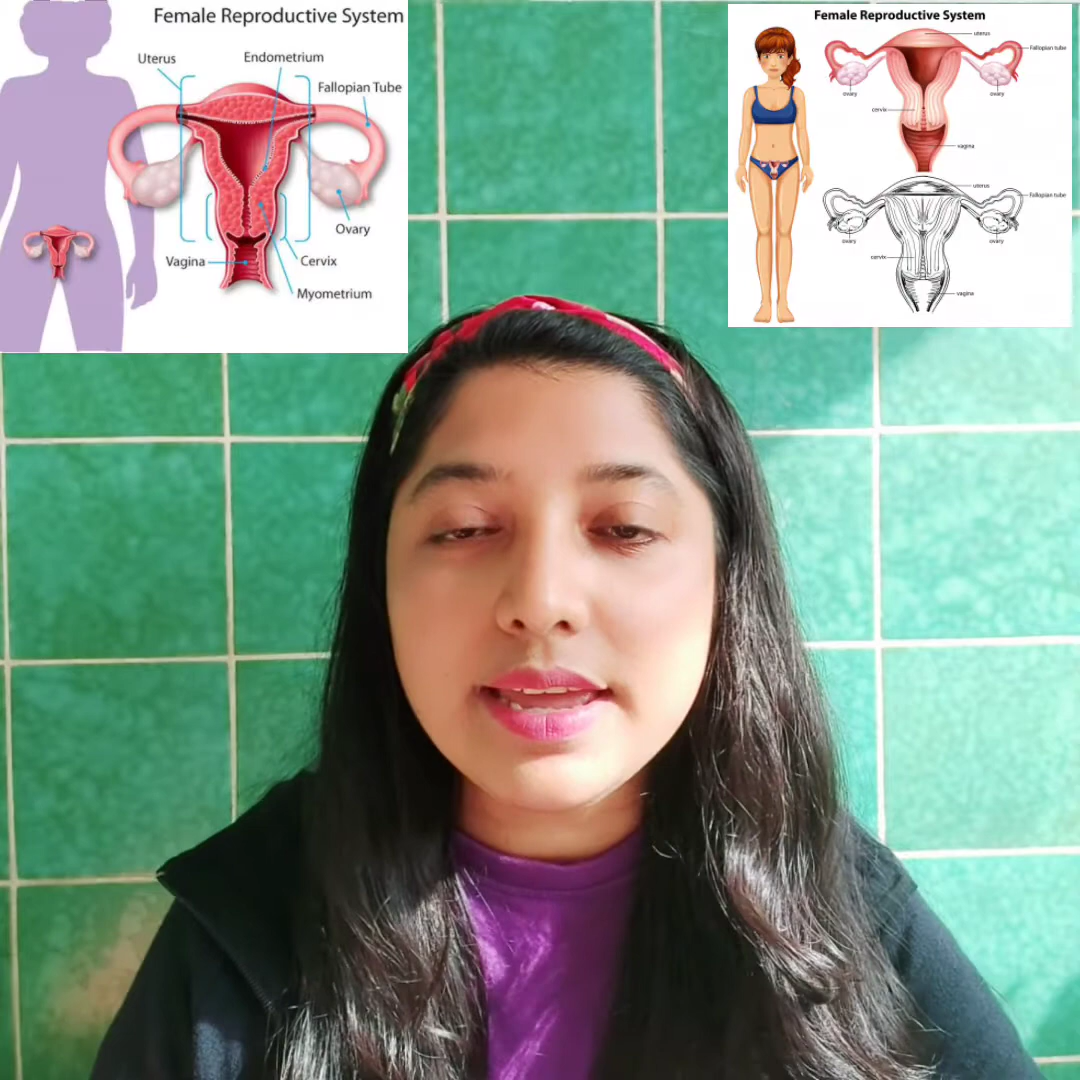 Female Reproductive System
Uterus
Endometrium
Fallopian Tube
Ovary
Vagina
Cervix
Myometrium
Female Reproductive System
uterus
Fallopian tube
ovary
ovary
cervix
vagina
uterus
Fallopian tube
ovary
ovary
cervix
vagina